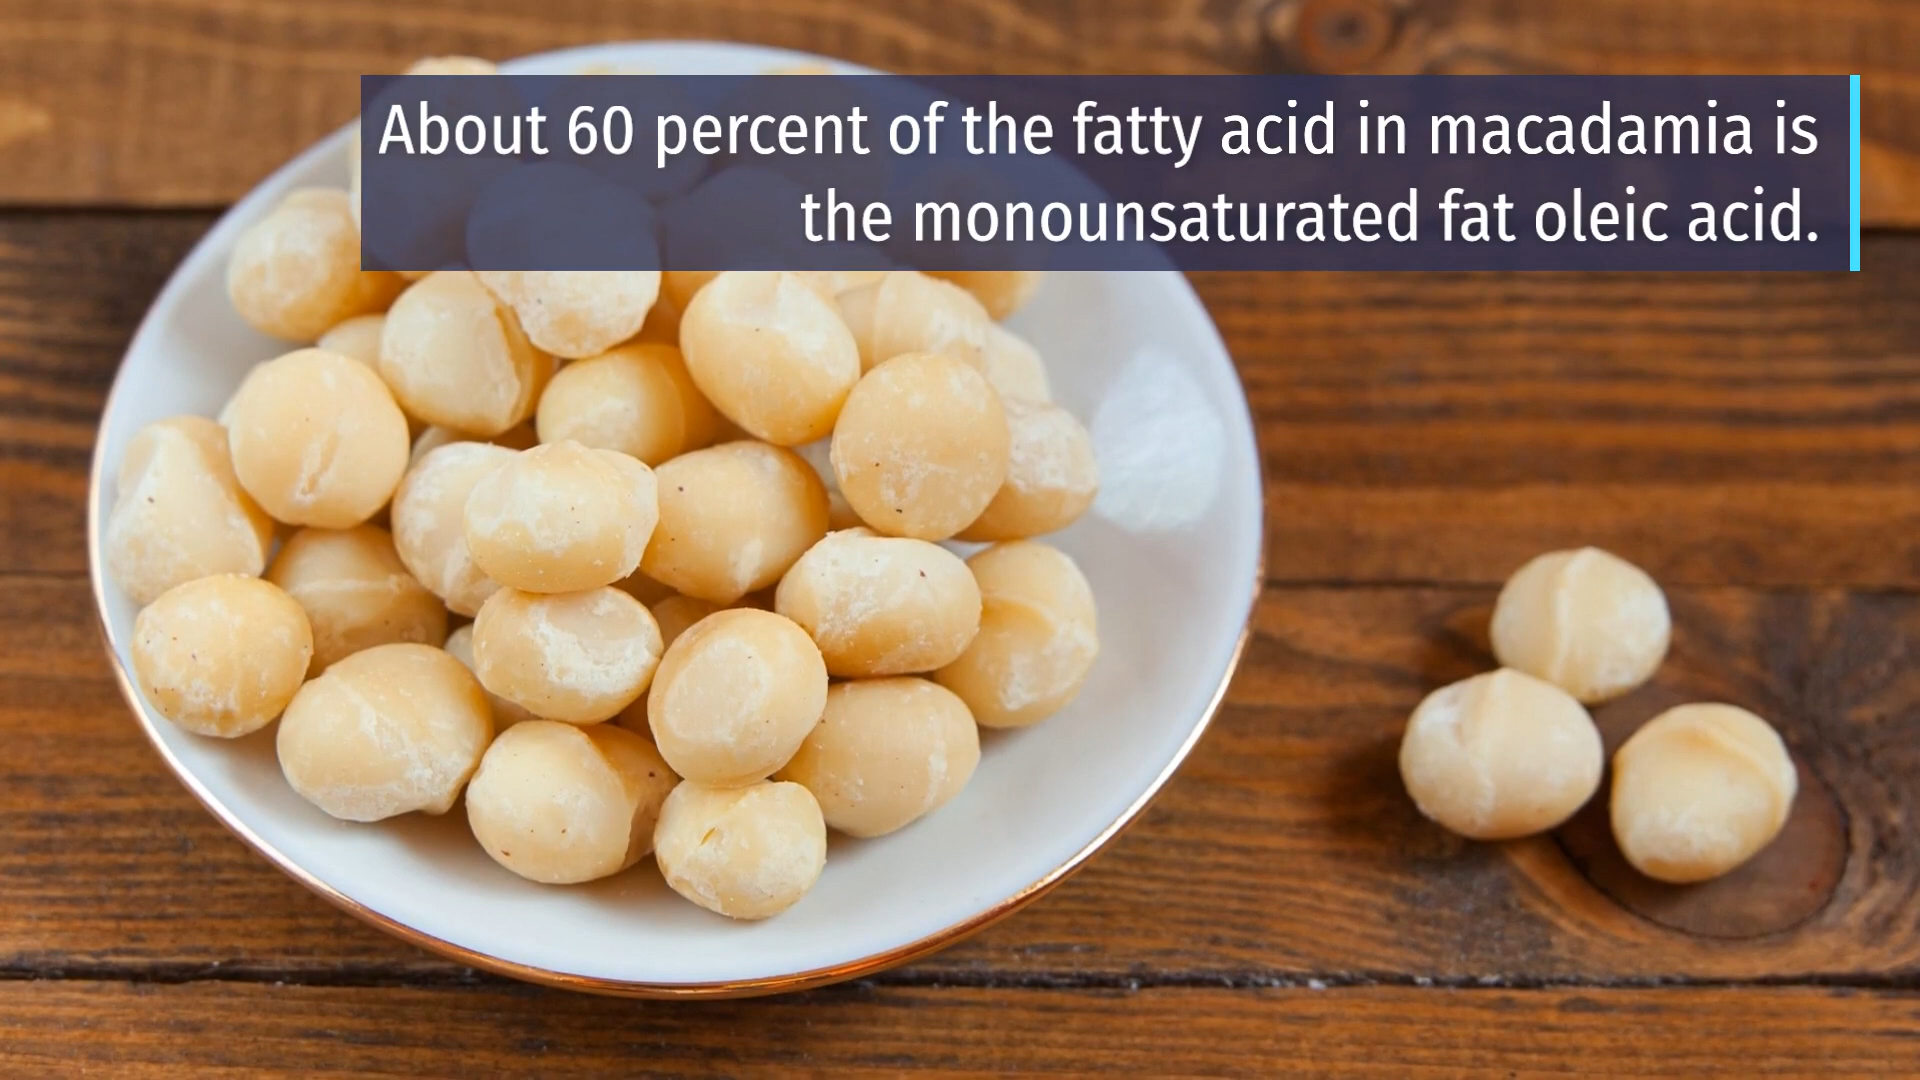 About 60 percent of the fatty acid in macadamia is
the monounsaturated fat oleic acid.